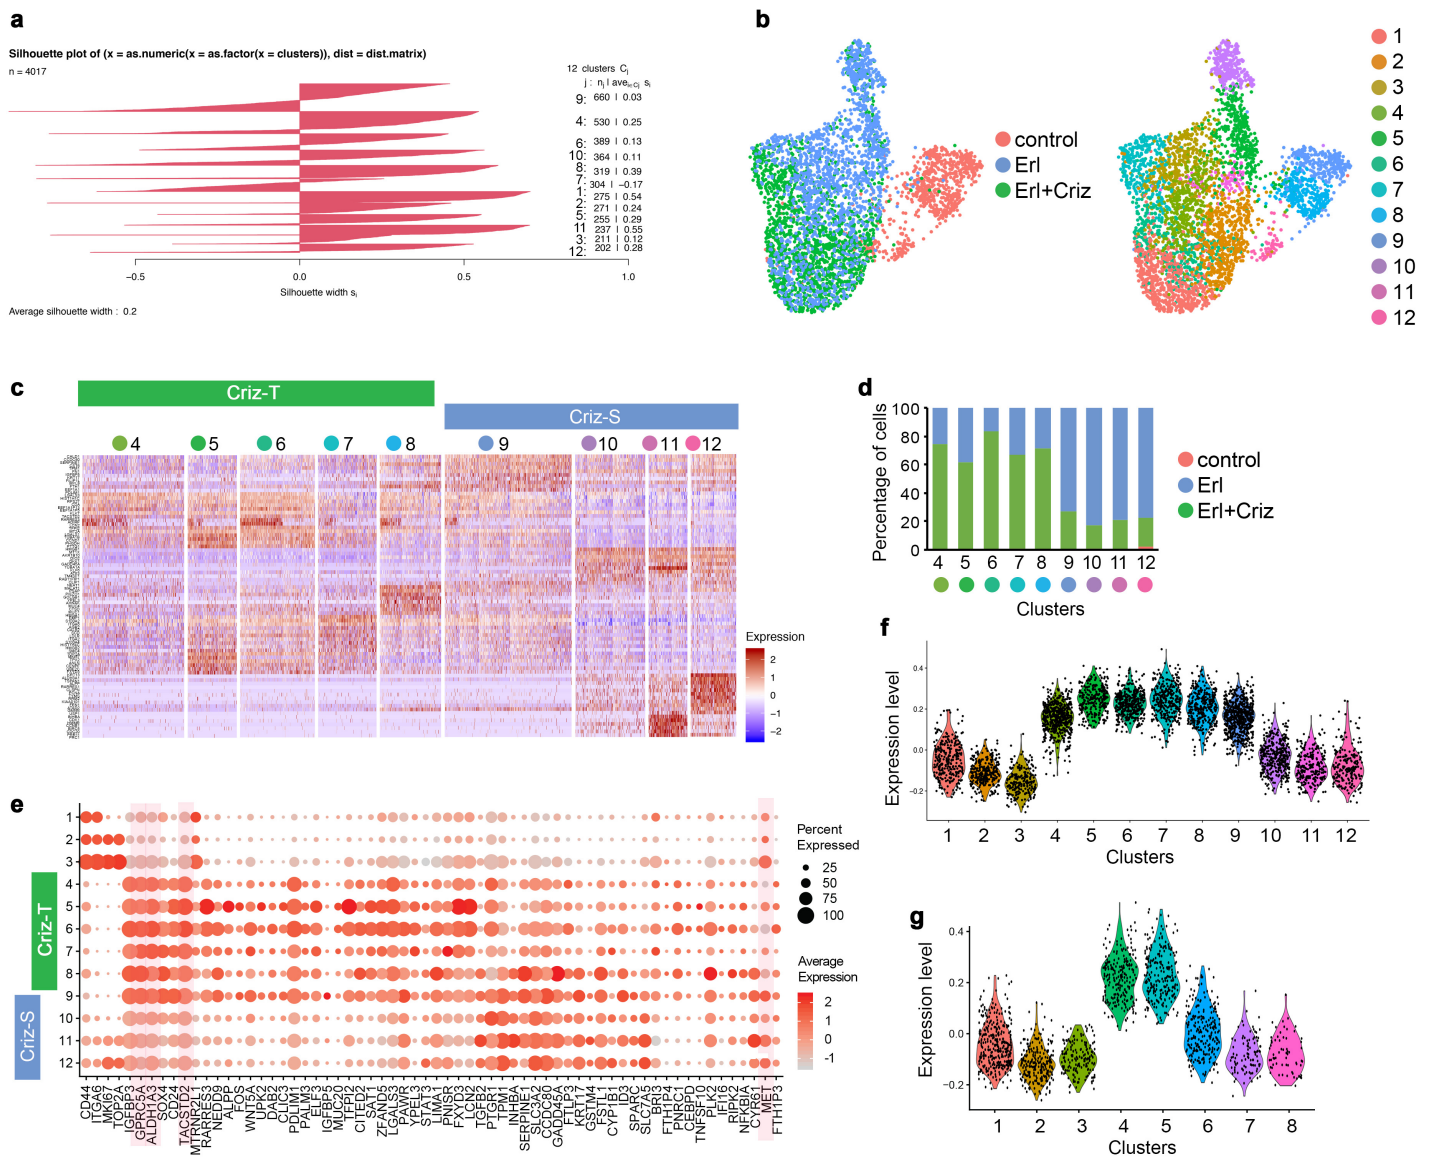 a
Silhouette plot of (x = as.numeric(x = as.factor(x = clusters)), dist = dist.matrix)
n = 4017
12 clusters Cj
j : nj | avei∈Cj si
9: 660 | 0.03
4: 530 | 0.25
6: 389 | 0.13
10: 364 | 0.11
8: 319 | 0.39
7: 304 | −0.17
1: 275 | 0.54
2: 271 | 0.24
5: 255 | 0.29
11 237 | 0.55
3: 211 | 0.12
12: 202 | 0.28
−0.5 0.0 0.5 1.0
Silhouette width si
Average silhouette width : 0.2
b
control
Erl
Erl+Criz
1
2
3
4
5
6
7
8
9
10
11
12
c
Criz-T
Criz-S
4 5 6 7 8 9 10 11 12
Expression
2
1
0
−1
−2
d
Percentage of cells
100
80
60
40
20
0
4 5 6 7 8 9 10 11 12
Clusters
control
Erl
Erl+Criz
e
1
2
3
4
5
6
7
8
9
10
11
12
Criz-T
Criz-S
CD44 ITGA6 MKI67 TOP2A IGFBP3 GPRC5A ALDH1A3 SOX4 CD24 TACSTD2 MTRNR2L1 RARRES3 NEDD9 ALPP FOS WNT5A UPK2 DAB2 CLIC3 PDLIM3 PALM3 ELF3 IGFBP5 MUC20 TFPI2 CITED2 SAT1 ZFAND5 LGALS3 PAWR YPEL3 STAT3 LIMA1 PNISR FXYD3 LCN2 TGFB2 PTGR1 TPM1 INHBA SERPINE1 SLC3A2 CCDC80 GADD45A FTLP3 KRT17 GSTM4 FSTL1 CYP1B1 ID3 SPARC SLC7A5 BRI3 FTH1P4 PNRC1 CEBPD TNFSF10 PLK2 IFI16 RIPK2 NFKBIA CYR61 MET FTH1P3
Percent
Expressed
25
50
75
100
Average
Expression
2
1
0
-1
f
Expression level
0.4
0.2
0.0
−0.2
1 2 3 4 5 6 7 8 9 10 11 12
Clusters
g
Expression level
0.4
0.2
0.0
−0.2
1 2 3 4 5 6 7 8
Clusters